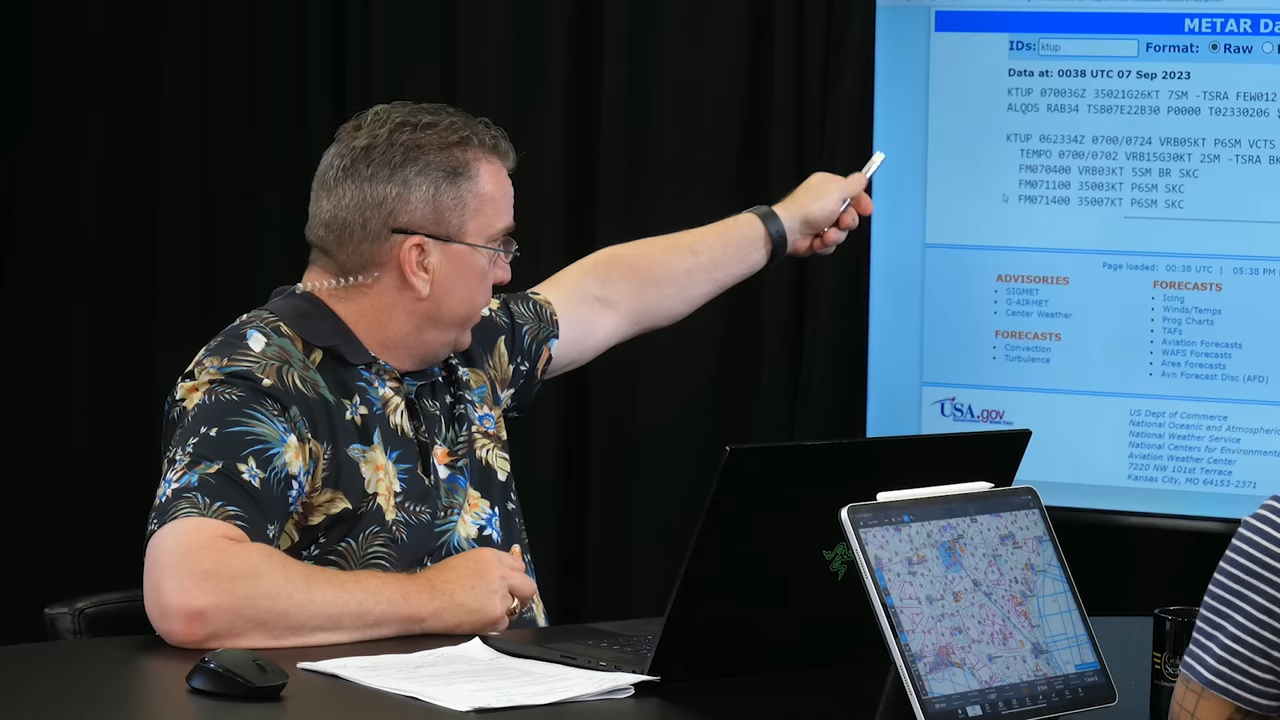 METAR Da
IDs: ktup Format: Raw
Data at: 0038 UTC 07 Sep 2023
KTUP 070036Z 35021G26KT 7SM -TSRA FEW012
ALQDS RAB34 TSB07E22B30 P0000 T02330206 $
KTUP 062334Z 0700/0724 VRB05KT P6SM VCTS
TEMPO 0700/0702 VRB15G30KT 2SM -TSRA BK
FM070400 VRB03KT 5SM BR SKC
FM071100 35003KT P6SM SKC
FM071400 35007KT P6SM SKC
Page loaded: 00:38 UTC | 05:38 PM
ADVISORIES
SIGMET
G-AIRMET
Center Weather
FORECASTS
Convection
Turbulence
FORECASTS
Icing
Winds/Temps
Prog Charts
TAFs
Aviation Forecasts
WAFS Forecasts
Area Forecasts
Avn Forecast Disc (AFD)
USA.gov
US Dept of Commerce
National Oceanic and Atmospheric
National Weather Service
National Centers for Environmenta
Aviation Weather Center
7220 NW 101st Terrace
Kansas City, MO 64153-2371